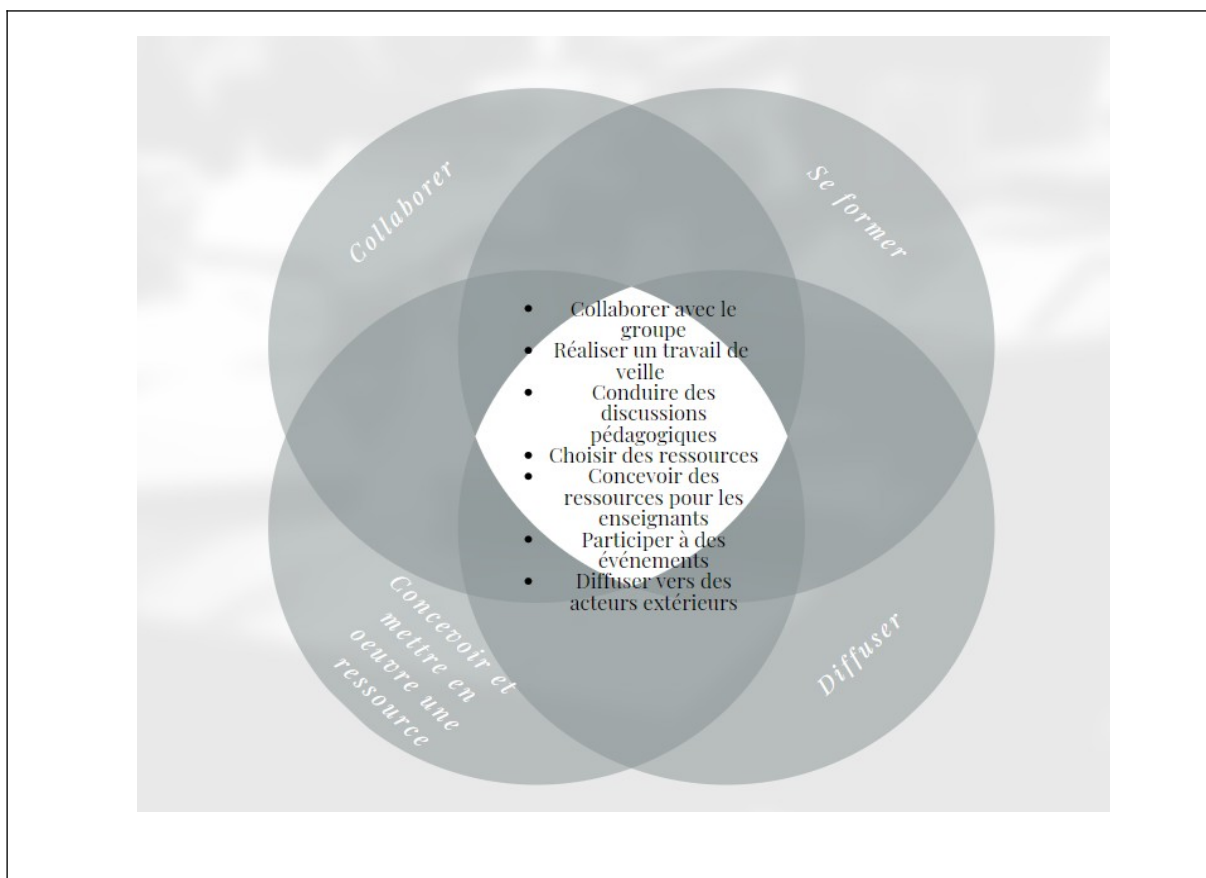 Collaborer
Se former
• Collaborer avec le
groupe
• Réaliser un travail de
veille
• Conduire des
discussions
pédagogiques
• Choisir des ressources
• Concevoir des
ressources pour les
enseignants
• Participer à des
événements
• Diffuser vers des
acteurs extérieurs
Concevoir et
mettre en
oeuvre une
ressource
Diffuser